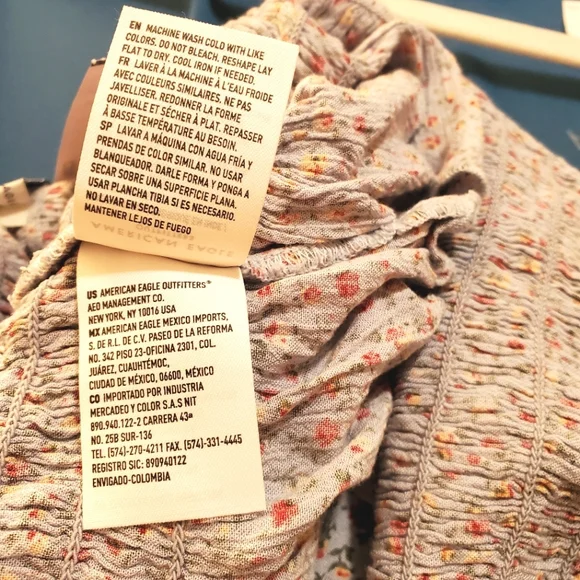 EN MACHINE WASH COLD WITH LIKE
COLORS. DO NOT BLEACH. RESHAPE LAY
FLAT TO DRY. COOL IRON IF NEEDED.
FR LAVER À LA MACHINE À L'EAU FROIDE
AVEC COULEURS SIMILAIRES. NE PAS
JAVELLISER. REDONNER LA FORME
ORIGINALE ET SÉCHER À PLAT. REPASSER
À BASSE TEMPÉRATURE AU BESOIN.
SP LAVAR A MÁQUINA CON AGUA FRÍA Y
PRENDAS DE COLOR SIMILAR. NO USAR
BLANQUEADOR. DARLE FORMA Y PONGA A
SECAR SOBRE UNA SUPERFICIE PLANA.
USAR PLANCHA TIBIA SI ES NECESARIO.
NO LAVAR EN SECO.
MANTENER LEJOS DE FUEGO
AMERICAN EAGLE
US AMERICAN EAGLE OUTFITTERS®
AEO MANAGEMENT CO.
NEW YORK, NY 10016 USA
MX AMERICAN EAGLE MEXICO IMPORTS,
S. DE R.L. DE C.V. PASEO DE LA REFORMA
NO. 342 PISO 23-OFICINA 2301, COL.
JUÁREZ, CUAUHTÉMOC,
CIUDAD DE MÉXICO, 06600, MÉXICO
CO IMPORTADO POR INDUSTRIA
MERCADEO Y COLOR S.A.S NIT
890.940.122-2 CARRERA 43ª
NO. 25B SUR-136
TEL. (574)-270-4211 FAX. (574)-331-4445
REGISTRO SIC: 890940122
ENVIGADO-COLOMBIA